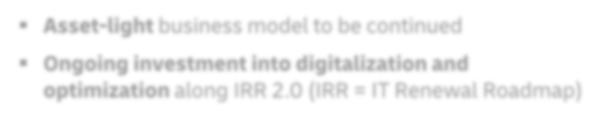 ▪ Asset-light business model to be continued
▪ Ongoing investment into digitalization and
optimization along IRR 2.0 (IRR = IT Renewal Roadmap)